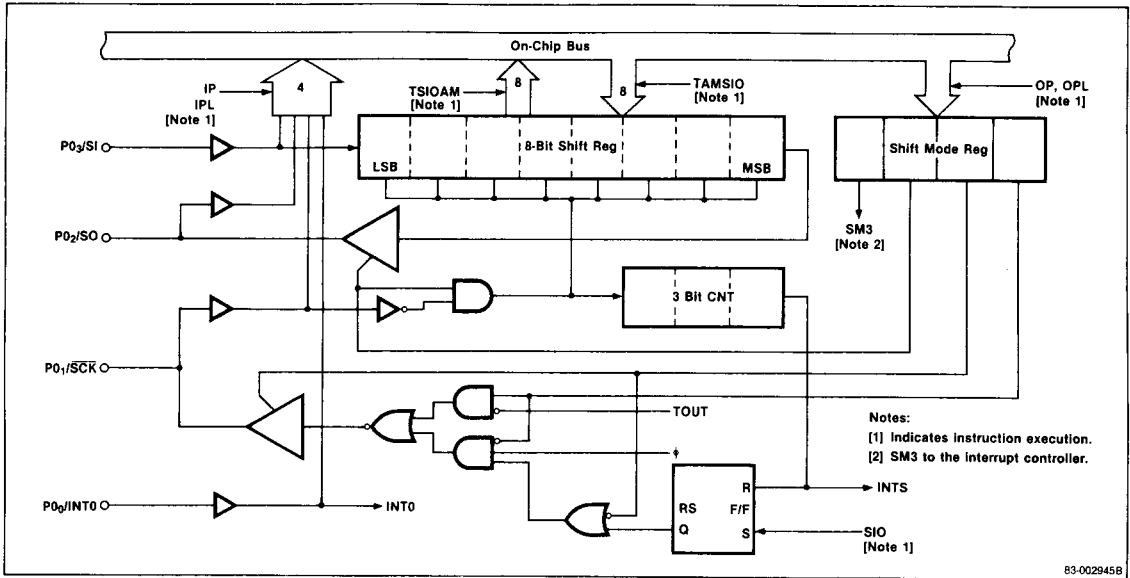 On-Chip Bus
IP
IPL
[Note 1]
4
TSIOAM
[Note 1]
8
8
TAMSIO
[Note 1]
OP, OPL
[Note 1]
P0₃/SI
8-Bit Shift Reg
LSB
MSB
Shift Mode Reg
SM3
[Note 2]
P0₂/SO
3 Bit CNT
P0₁/S̅C̅K̅
TOUT
ϕ
Notes:
[1] Indicates instruction execution.
[2] SM3 to the interrupt controller.
P0₀/INT0
INT0
R
RS
F/F
Q
S
INTS
SIO
[Note 1]
83-002945B